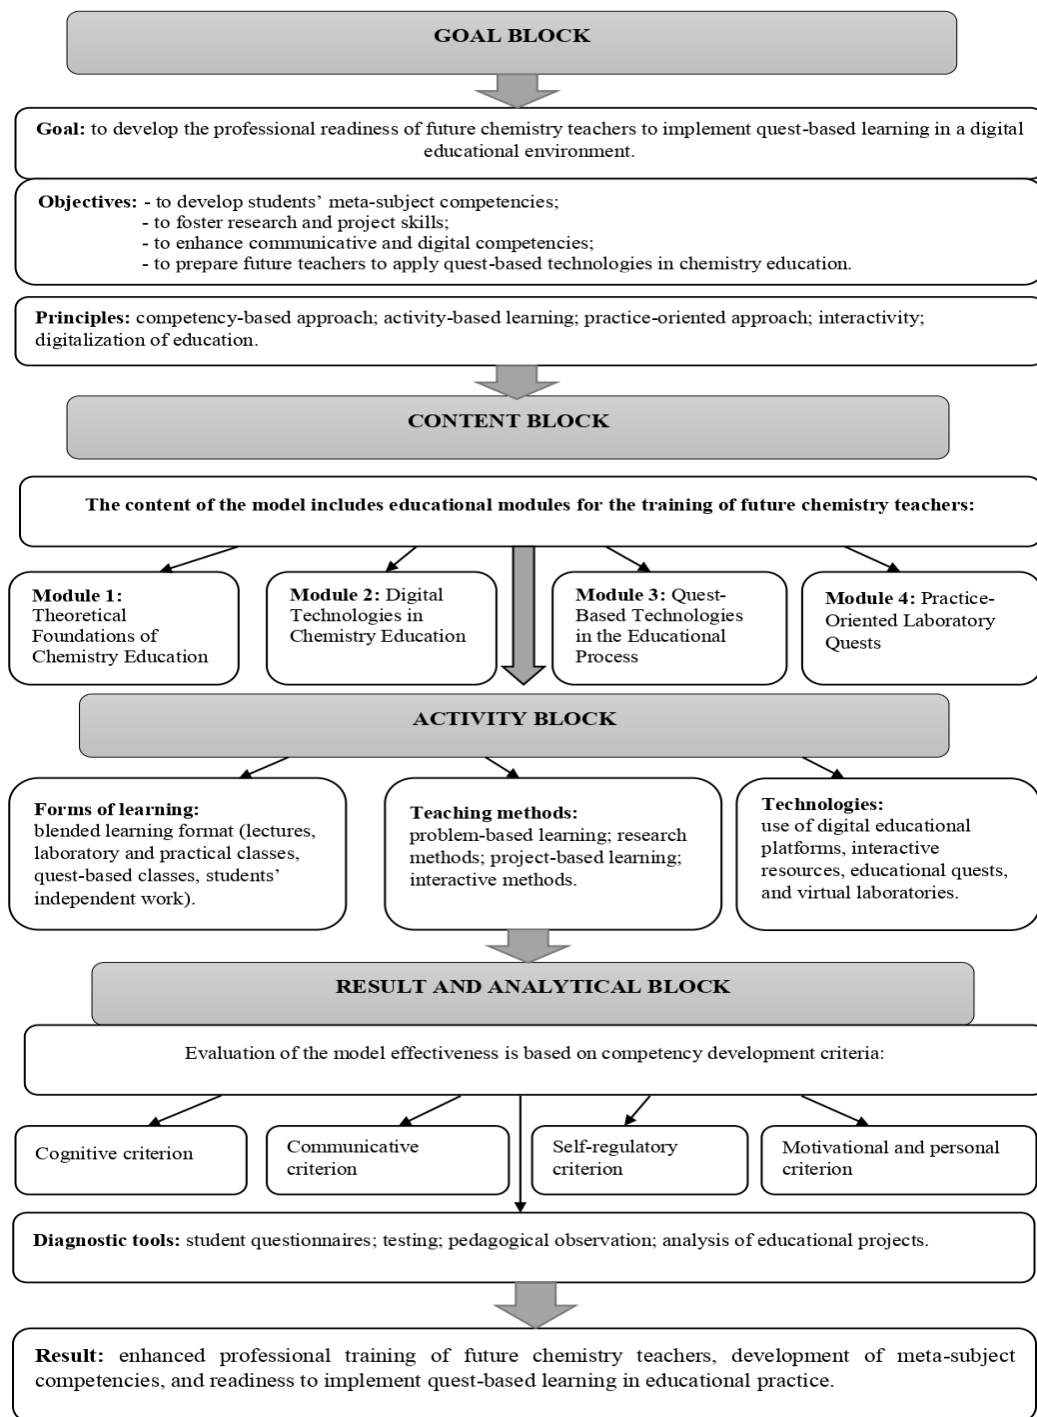 GOAL BLOCK
Goal: to develop the professional readiness of future chemistry teachers to implement quest-based learning in a digital
educational environment.
Objectives: - to develop students’ meta-subject competencies;
- to foster research and project skills;
- to enhance communicative and digital competencies;
- to prepare future teachers to apply quest-based technologies in chemistry education.
Principles: competency-based approach; activity-based learning; practice-oriented approach; interactivity;
digitalization of education.
CONTENT BLOCK
The content of the model includes educational modules for the training of future chemistry teachers:
Module 1:
Theoretical
Foundations of
Chemistry Education
Module 2: Digital
Technologies in
Chemistry Education
Module 3: Quest-
Based Technologies
in the Educational
Process
Module 4: Practice-
Oriented Laboratory
Quests
ACTIVITY BLOCK
Forms of learning:
blended learning format (lectures,
laboratory and practical classes,
quest-based classes, students’
independent work).
Teaching methods:
problem-based learning; research
methods; project-based learning;
interactive methods.
Technologies:
use of digital educational
platforms, interactive
resources, educational quests,
and virtual laboratories.
RESULT AND ANALYTICAL BLOCK
Evaluation of the model effectiveness is based on competency development criteria:
Cognitive criterion
Communicative
criterion
Self-regulatory
criterion
Motivational and personal
criterion
Diagnostic tools: student questionnaires; testing; pedagogical observation; analysis of educational projects.
Result: enhanced professional training of future chemistry teachers, development of meta-subject
competencies, and readiness to implement quest-based learning in educational practice.